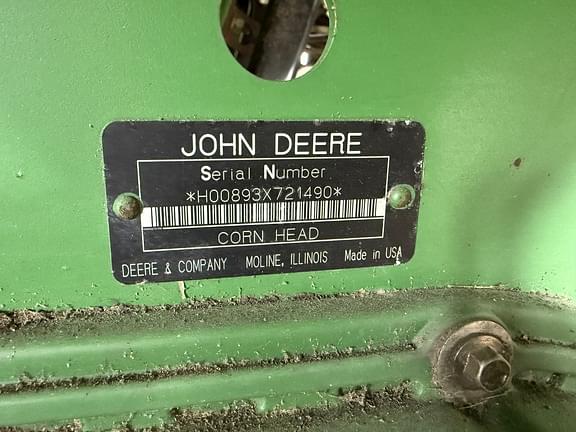 JOHN DEERE
Serial Number
*H00893X721490*
CORN HEAD
DEERE & COMPANY MOLINE, ILLINOIS Made in USA